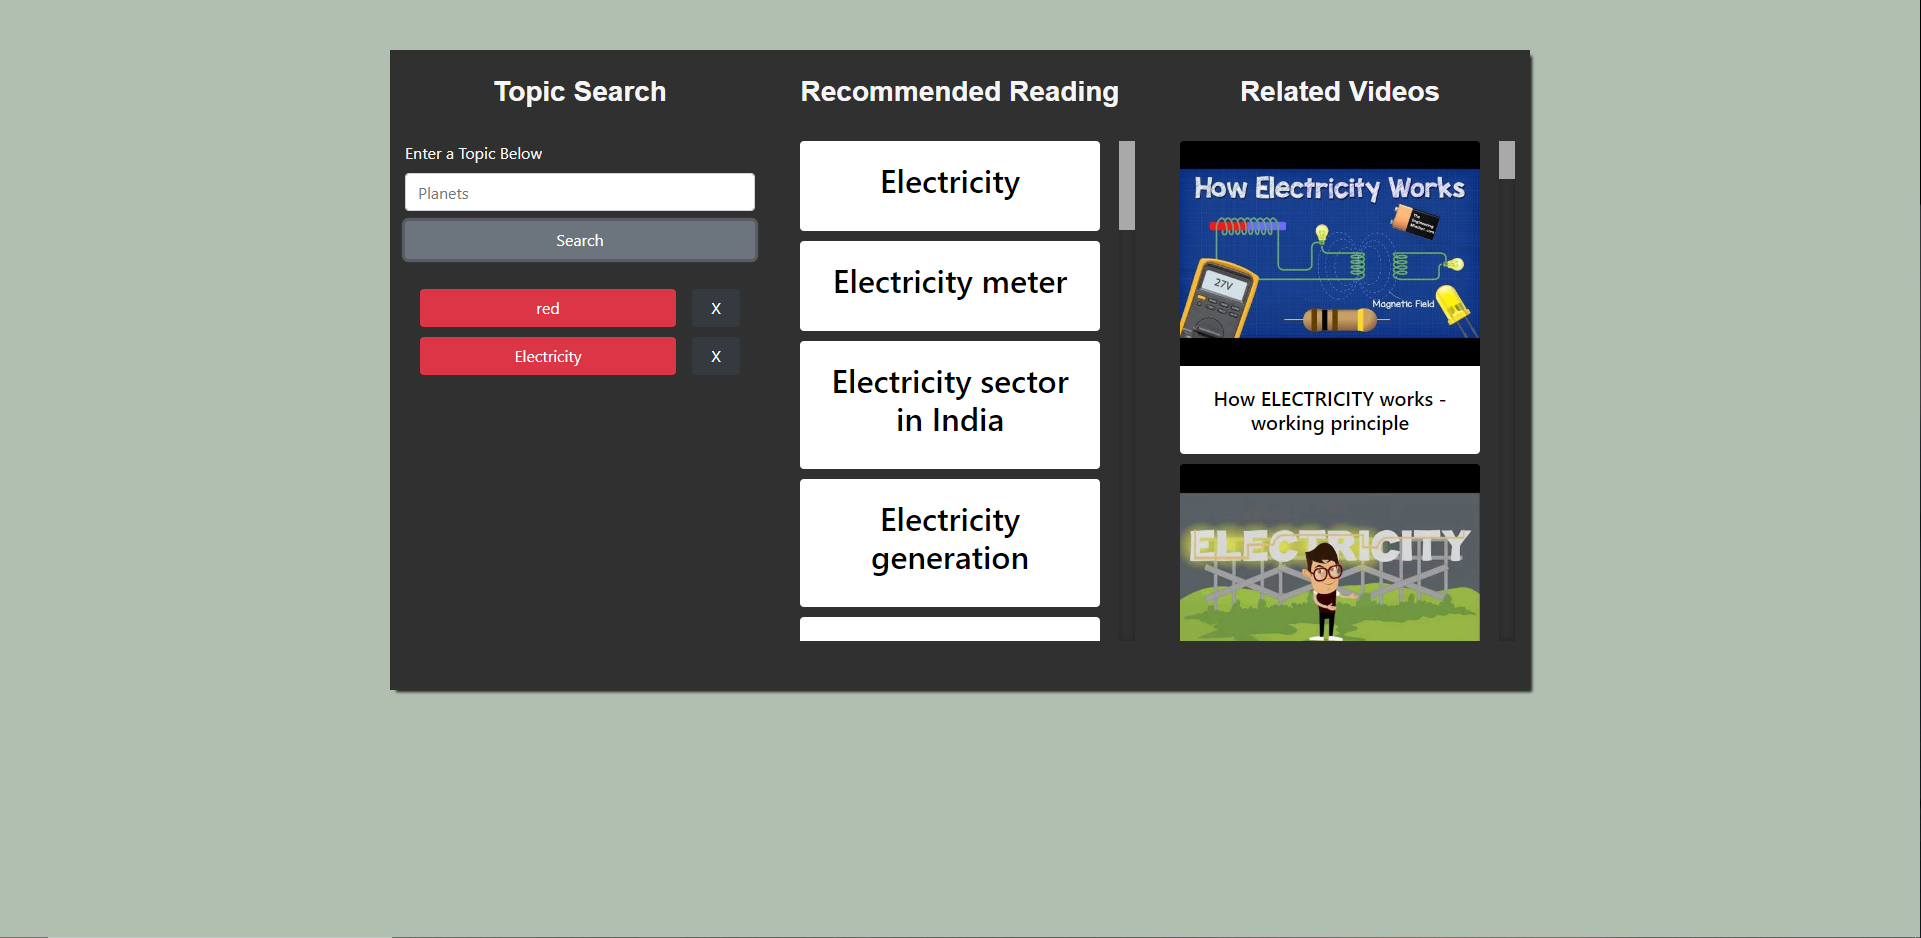 Topic Search
Enter a Topic Below
Planets
Search
red
X
Electricity
X
Recommended Reading
Electricity
Electricity meter
Electricity sector
in India
Electricity
generation
Related Videos
How Electricity Works
27V
Magnetic Field
How ELECTRICITY works -
working principle
ELECTRICITY